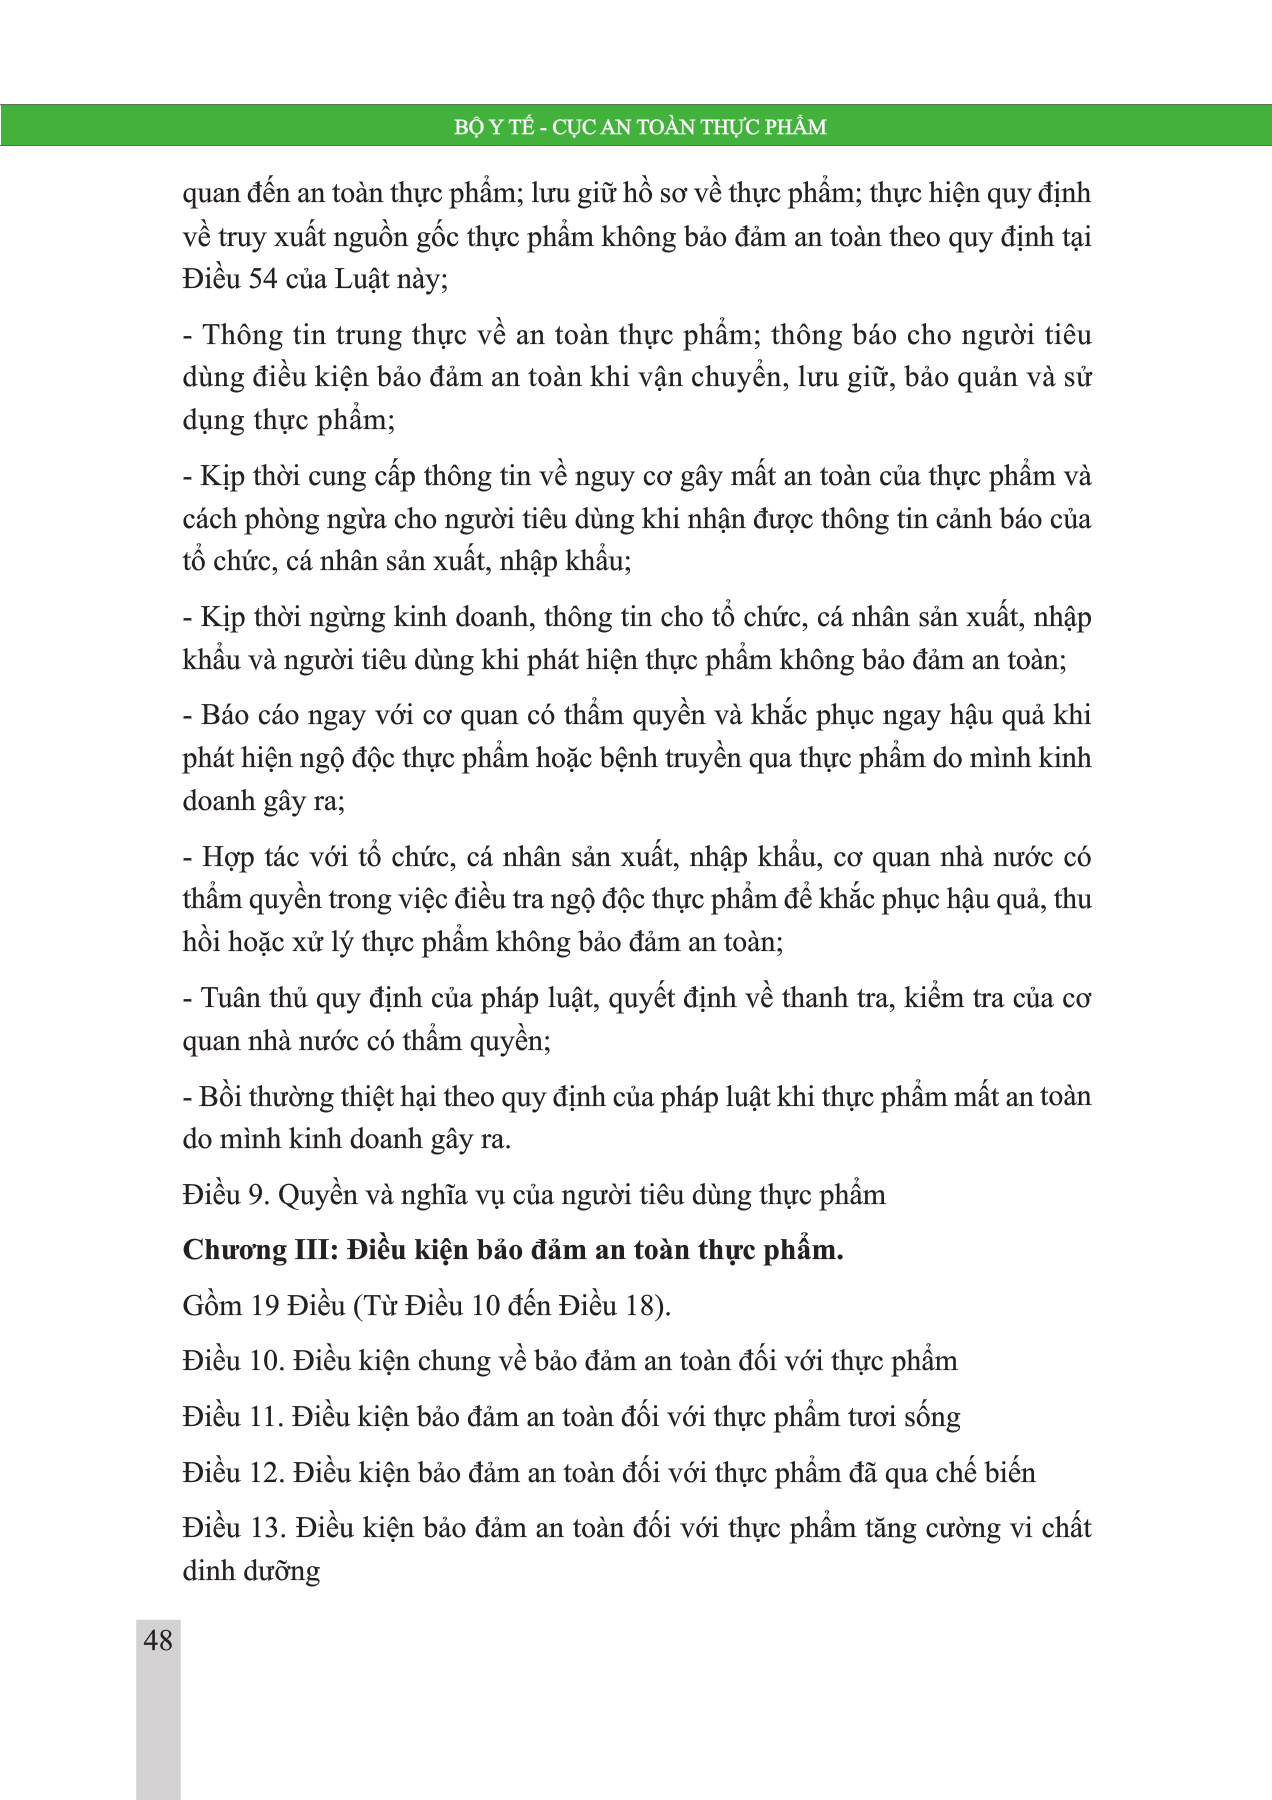 BỘ Y TẾ - CỤC AN TOÀN THỰC PHẨM
quan đến an toàn thực phẩm; lưu giữ hồ sơ về thực phẩm; thực hiện quy định
về truy xuất nguồn gốc thực phẩm không bảo đảm an toàn theo quy định tại
Điều 54 của Luật này;
- Thông tin trung thực về an toàn thực phẩm; thông báo cho người tiêu
dùng điều kiện bảo đảm an toàn khi vận chuyển, lưu giữ, bảo quản và sử
dụng thực phẩm;
- Kịp thời cung cấp thông tin về nguy cơ gây mất an toàn của thực phẩm và
cách phòng ngừa cho người tiêu dùng khi nhận được thông tin cảnh báo của
tổ chức, cá nhân sản xuất, nhập khẩu;
- Kịp thời ngừng kinh doanh, thông tin cho tổ chức, cá nhân sản xuất, nhập
khẩu và người tiêu dùng khi phát hiện thực phẩm không bảo đảm an toàn;
- Báo cáo ngay với cơ quan có thẩm quyền và khắc phục ngay hậu quả khi
phát hiện ngộ độc thực phẩm hoặc bệnh truyền qua thực phẩm do mình kinh
doanh gây ra;
- Hợp tác với tổ chức, cá nhân sản xuất, nhập khẩu, cơ quan nhà nước có
thẩm quyền trong việc điều tra ngộ độc thực phẩm để khắc phục hậu quả, thu
hồi hoặc xử lý thực phẩm không bảo đảm an toàn;
- Tuân thủ quy định của pháp luật, quyết định về thanh tra, kiểm tra của cơ
quan nhà nước có thẩm quyền;
- Bồi thường thiệt hại theo quy định của pháp luật khi thực phẩm mất an toàn
do mình kinh doanh gây ra.
Điều 9. Quyền và nghĩa vụ của người tiêu dùng thực phẩm
Chương III: Điều kiện bảo đảm an toàn thực phẩm.
Gồm 19 Điều (Từ Điều 10 đến Điều 18).
Điều 10. Điều kiện chung về bảo đảm an toàn đối với thực phẩm
Điều 11. Điều kiện bảo đảm an toàn đối với thực phẩm tươi sống
Điều 12. Điều kiện bảo đảm an toàn đối với thực phẩm đã qua chế biến
Điều 13. Điều kiện bảo đảm an toàn đối với thực phẩm tăng cường vi chất
dinh dưỡng
48